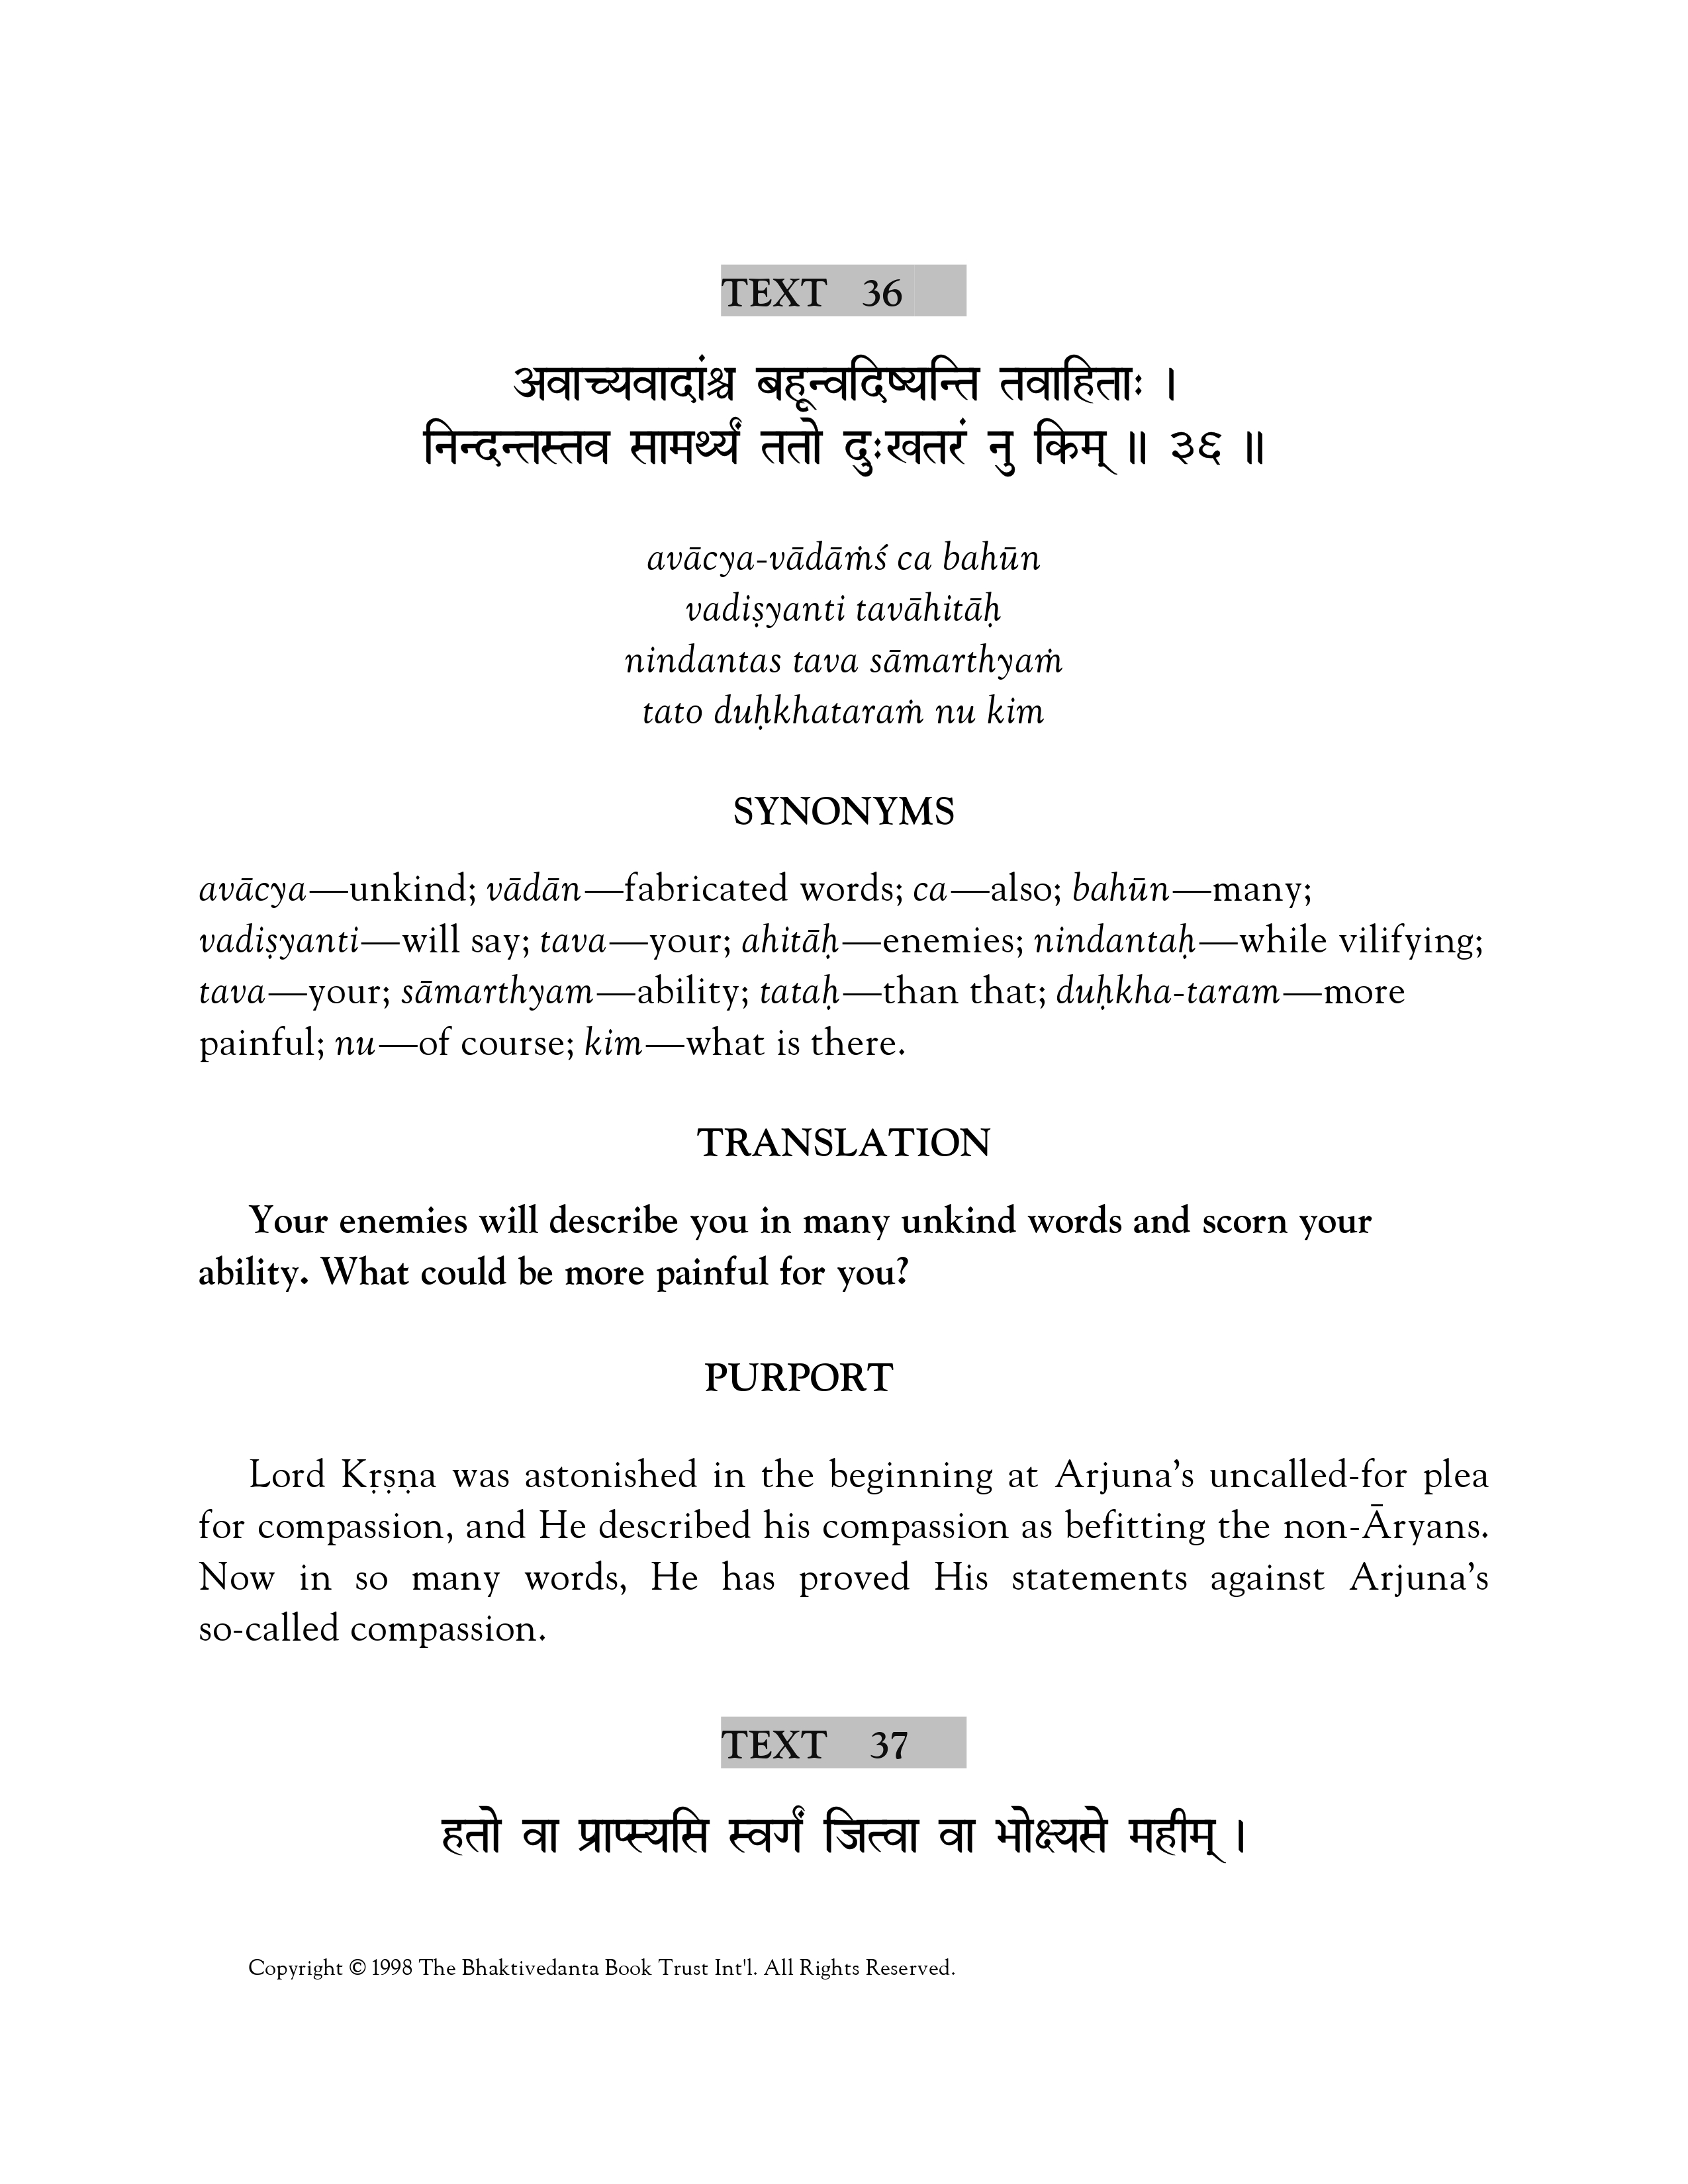 TEXT 36
अवाच्यवादांश्च बहून्वदिष्यन्ति तवाहिताः ।
निन्दन्तस्तव सामर्थ्यं ततो दुःखतरं नु किम् ॥ ३६ ॥
avācya-vādāṁś ca bahūn
vadiṣyanti tavāhitāḥ
nindantas tava sāmarthyaṁ
tato duḥkhataraṁ nu kim
SYNONYMS
avācya—unkind; vādān—fabricated words; ca—also; bahūn—many;
vadiṣyanti—will say; tava—your; ahitāḥ—enemies; nindantaḥ—while vilifying;
tava—your; sāmarthyam—ability; tataḥ—than that; duḥkha-taram—more
painful; nu—of course; kim—what is there.
TRANSLATION
Your enemies will describe you in many unkind words and scorn your
ability. What could be more painful for you?
PURPORT
Lord Kṛṣṇa was astonished in the beginning at Arjuna’s uncalled-for plea
for compassion, and He described his compassion as befitting the non-Āryans.
Now in so many words, He has proved His statements against Arjuna’s
so-called compassion.
TEXT 37
हतो वा प्राप्स्यसि स्वर्गं जित्वा वा भोक्ष्यसे महीम् ।
Copyright © 1998 The Bhaktivedanta Book Trust Int'l. All Rights Reserved.